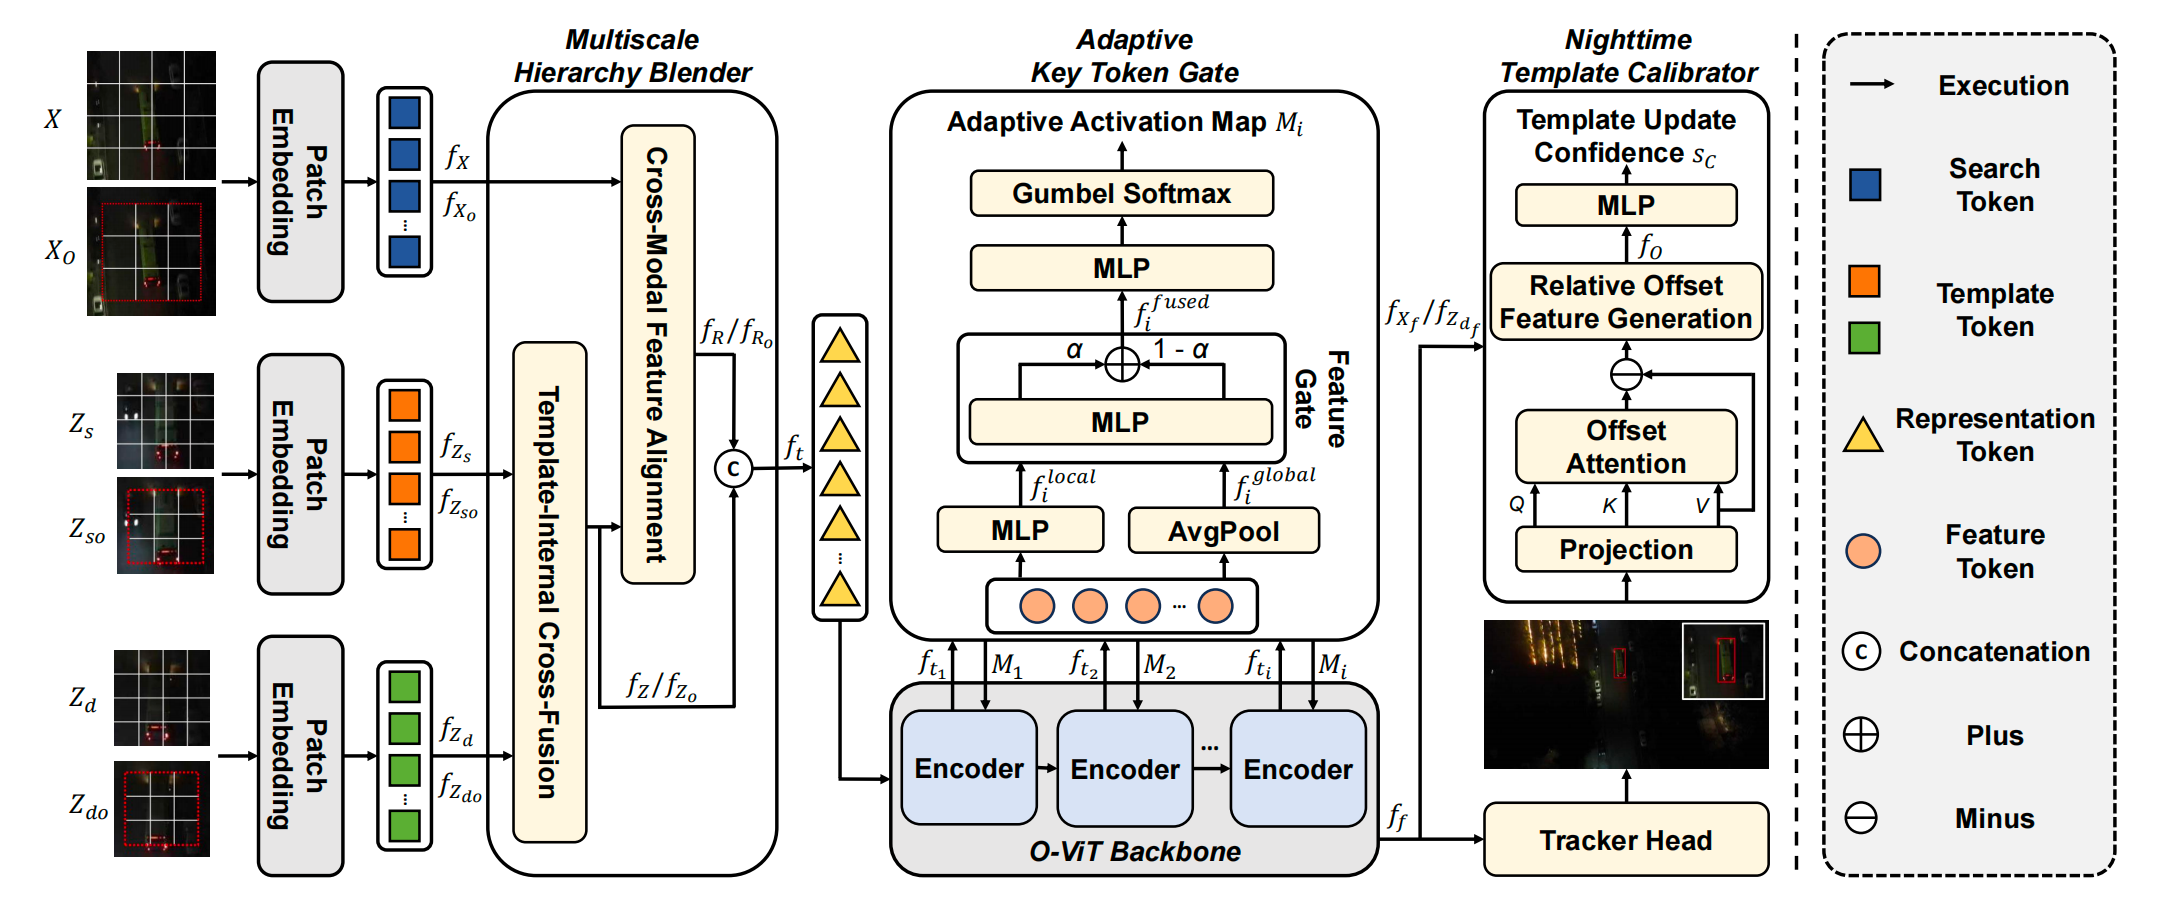 Multiscale
Hierarchy Blender
Adaptive
Key Token Gate
Nighttime
Template Calibrator
X
X_O
Patch
Embedding
f_X
f_{X_o}
Z_s
Z_{so}
Patch
Embedding
f_{Z_s}
f_{Z_{so}}
Z_d
Z_{do}
Patch
Embedding
f_{Z_d}
f_{Z_{do}}
Template-Internal Cross-Fusion
Cross-Modal Feature Alignment
f_R/f_{R_o}
f_Z/f_{Z_o}
C
f_t
Adaptive Activation Map M_i
Gumbel Softmax
MLP
f_i^{fused}
α
1 - α
MLP
Feature
Gate
f_i^{local}
f_i^{global}
MLP
AvgPool
...
f_{t_1}
M_1
f_{t_2}
M_2
f_{t_i}
M_i
Encoder
Encoder
...
Encoder
O-ViT Backbone
f_f
f_{X_f}/f_{Z_{d_f}}
Template Update
Confidence s_C
MLP
f_O
Relative Offset
Feature Generation
Offset
Attention
Q
K
V
Projection
Tracker Head
Execution
Search
Token
Template
Token
Representation
Token
Feature
Token
C
Concatenation
Plus
Minus